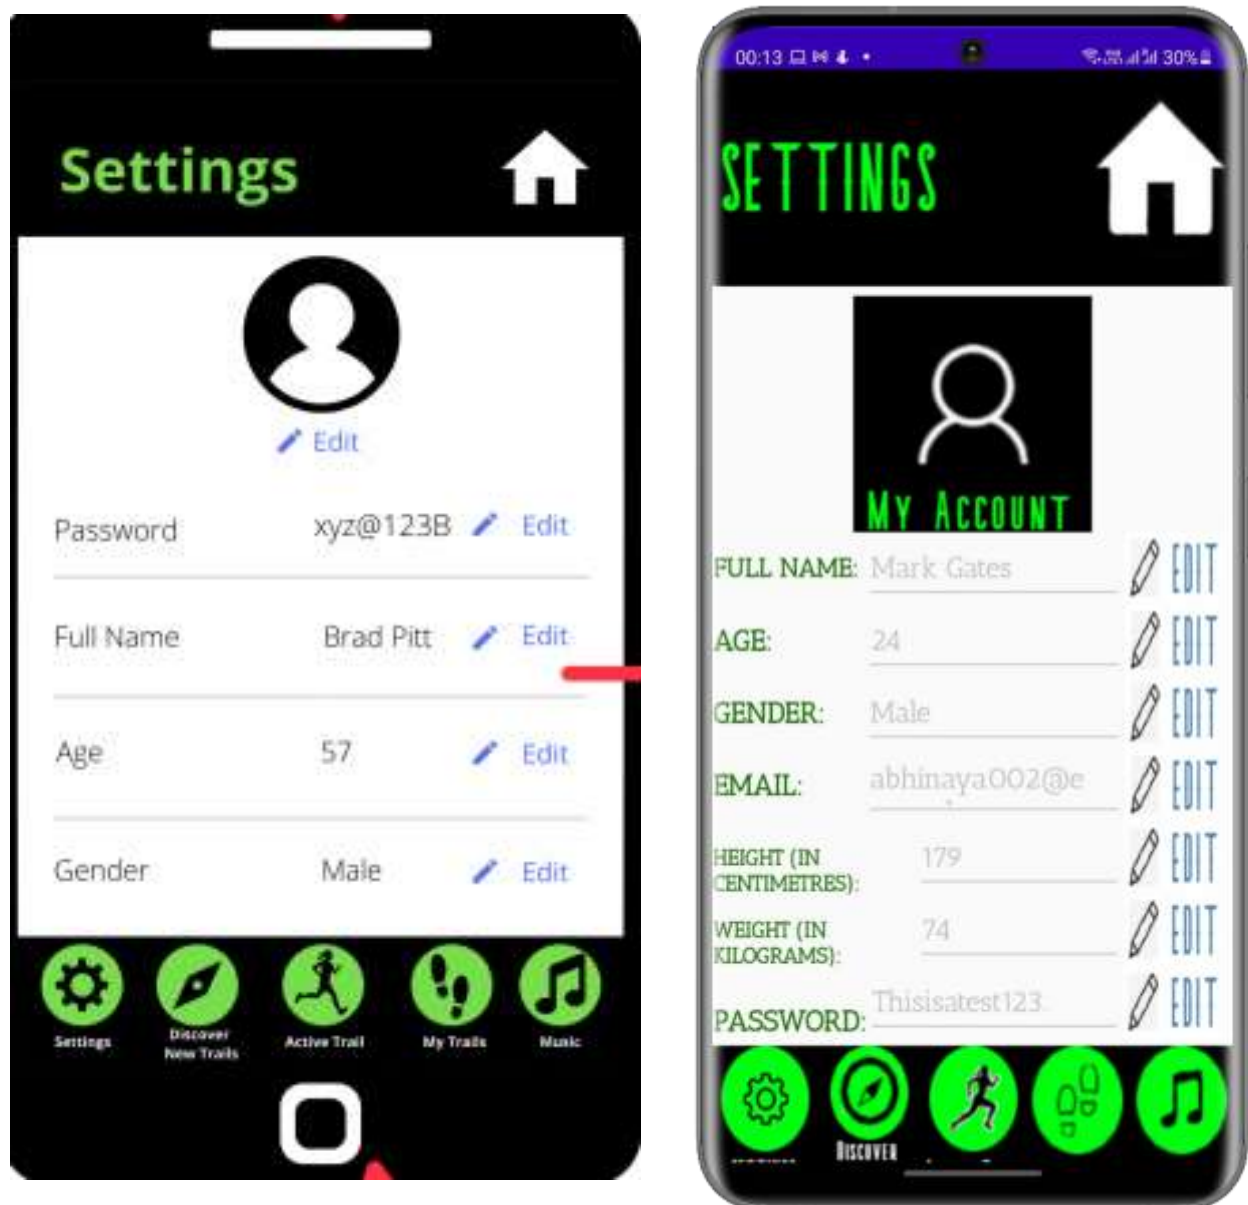 Settings
Edit
Password xyz@123B Edit
Full Name Brad Pitt Edit
Age 57 Edit
Gender Male Edit
Settings
Discover
New Trails
Active Trail
My Trails
Music
00:13 30%
SETTINGS
MY ACCOUNT
FULL NAME: Mark Gates EDIT
AGE: 24 EDIT
GENDER: Male EDIT
EMAIL: abhinaya002@e EDIT
HEIGHT (IN
CENTIMETRES): 179 EDIT
WEIGHT (IN
KILOGRAMS): 74 EDIT
PASSWORD: Thisisatest123 EDIT
DISCOVER